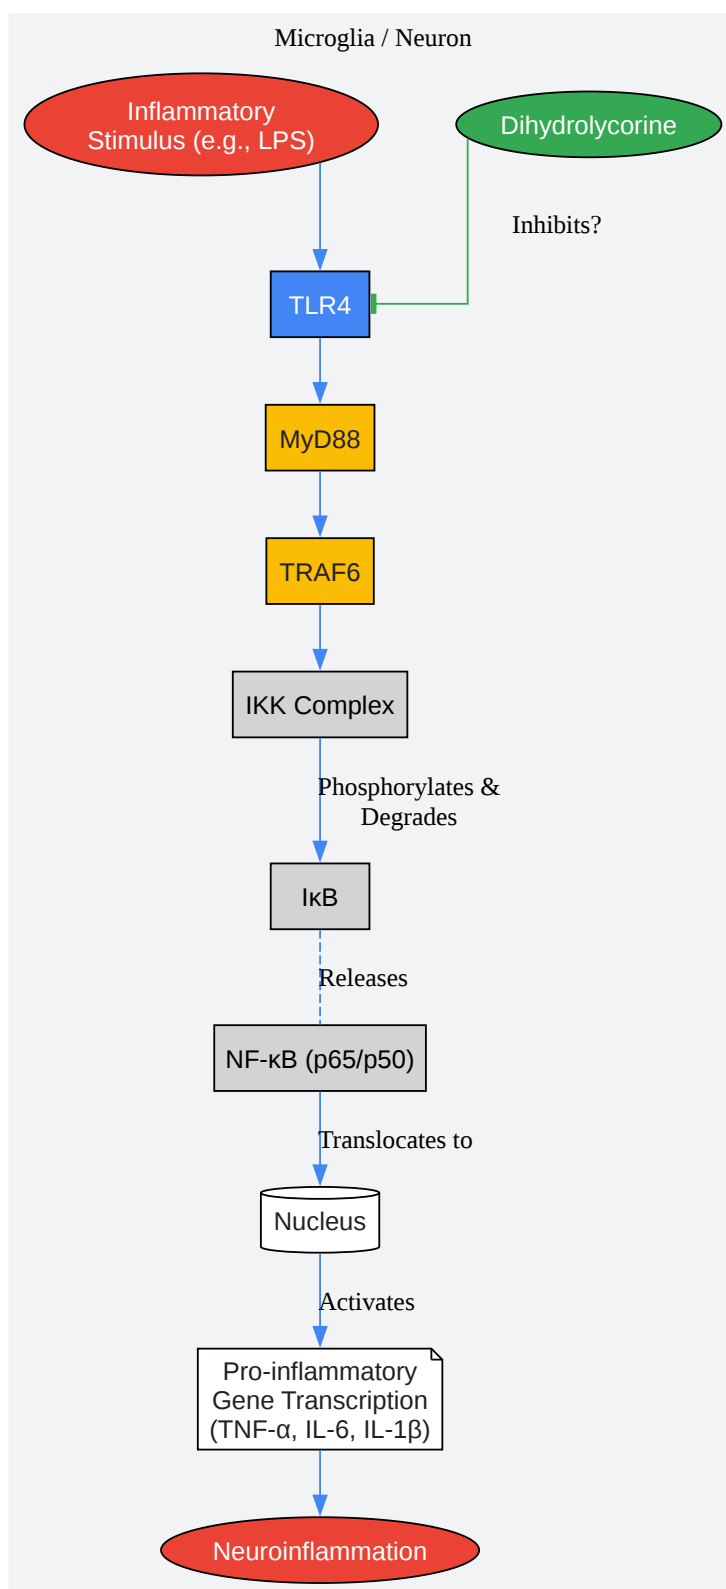 Microglia / Neuron
Inflammatory
Stimulus (e.g., LPS)
Dihydrolycorine
Inhibits?
TLR4
MyD88
TRAF6
IKK Complex
Phosphorylates &
Degrades
IκB
Releases
NF-κB (p65/p50)
Translocates to
Nucleus
Activates
Pro-inflammatory
Gene Transcription
(TNF-α, IL-6, IL-1β)
Neuroinflammation